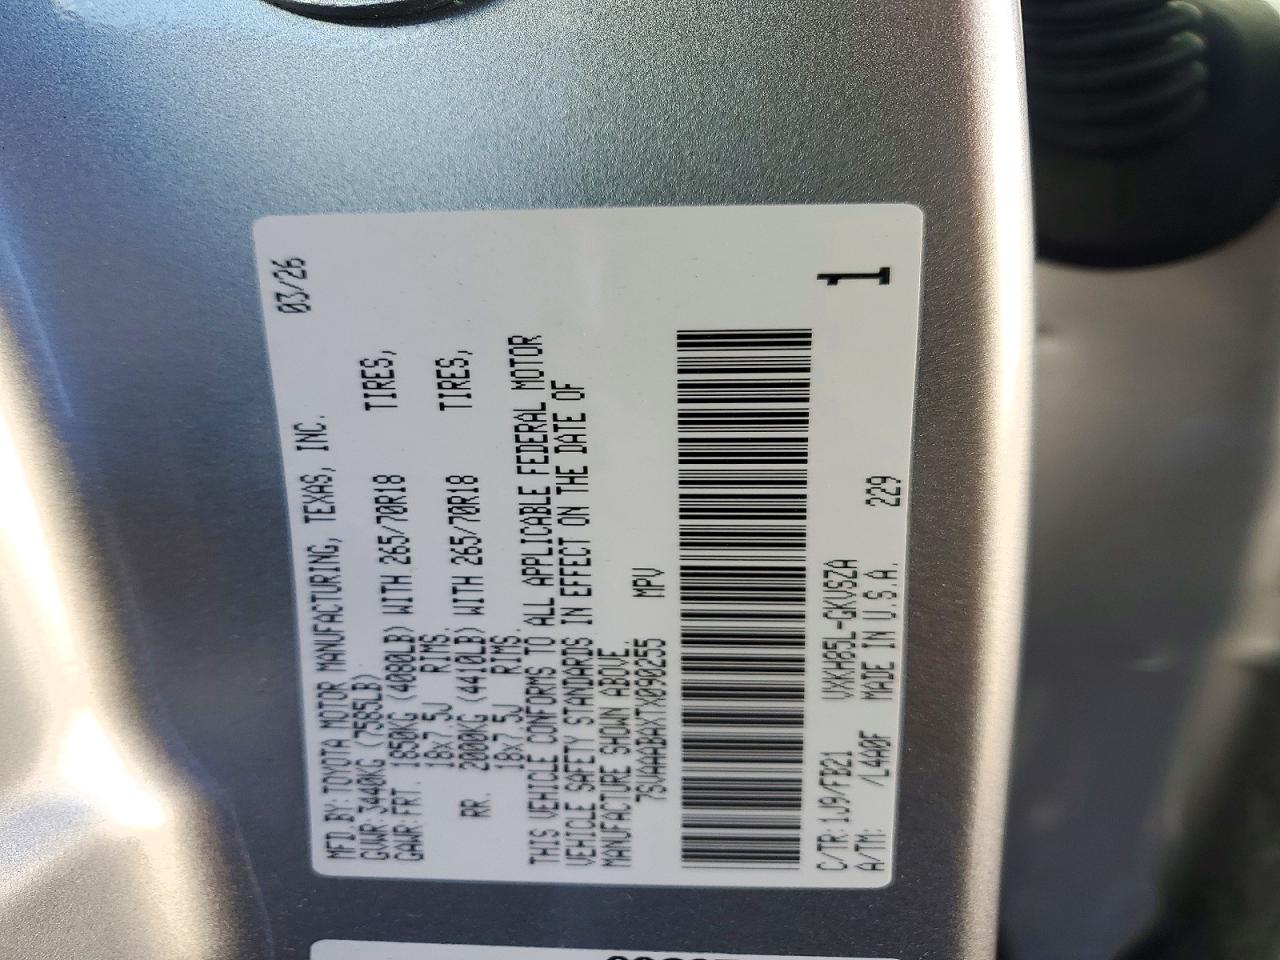 MFD BY: TOYOTA MOTOR MANUFACTURING, TEXAS, INC. 03/26
GVWR: 3440KG (7585LB)
GAWR: FRT. 1850KG (4080LB) WITH 265/70R18 TIRES,
18x7.5J RIMS,
RR. 2000KG (4410LB) WITH 265/70R18 TIRES,
18x7.5J RIMS.
THIS VEHICLE CONFORMS TO ALL APPLICABLE FEDERAL MOTOR
VEHICLE SAFETY STANDARDS IN EFFECT ON THE DATE OF
MANUFACTURE SHOWN ABOVE.
7SVAAABAXTX090255 MPV
C/TR: 1J9/FB21 VXKH85L-GKVSZA 1
A/TM: /L4A0F MADE IN U.S.A. 229